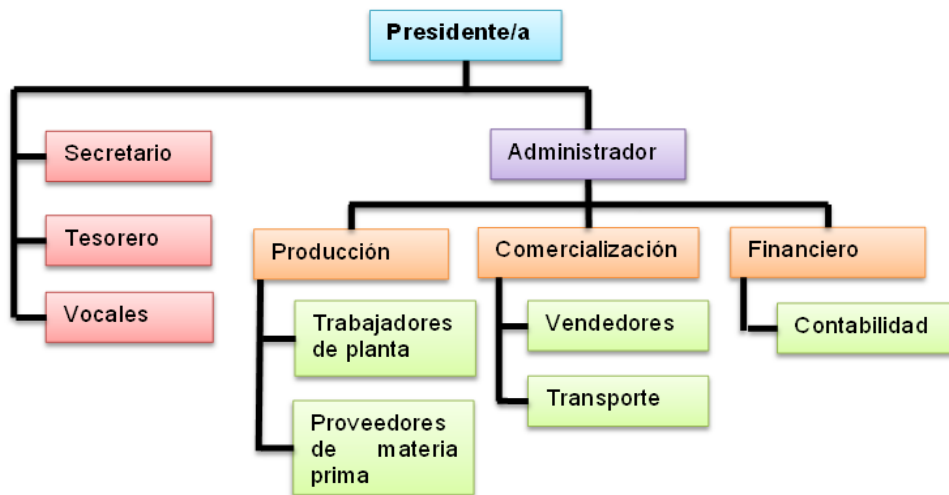 Presidente/a
Secretario
Administrador
Tesorero
Producción
Comercialización
Financiero
Vocales
Trabajadores
de planta
Vendedores
Contabilidad
Transporte
Proveedores
de materia
prima